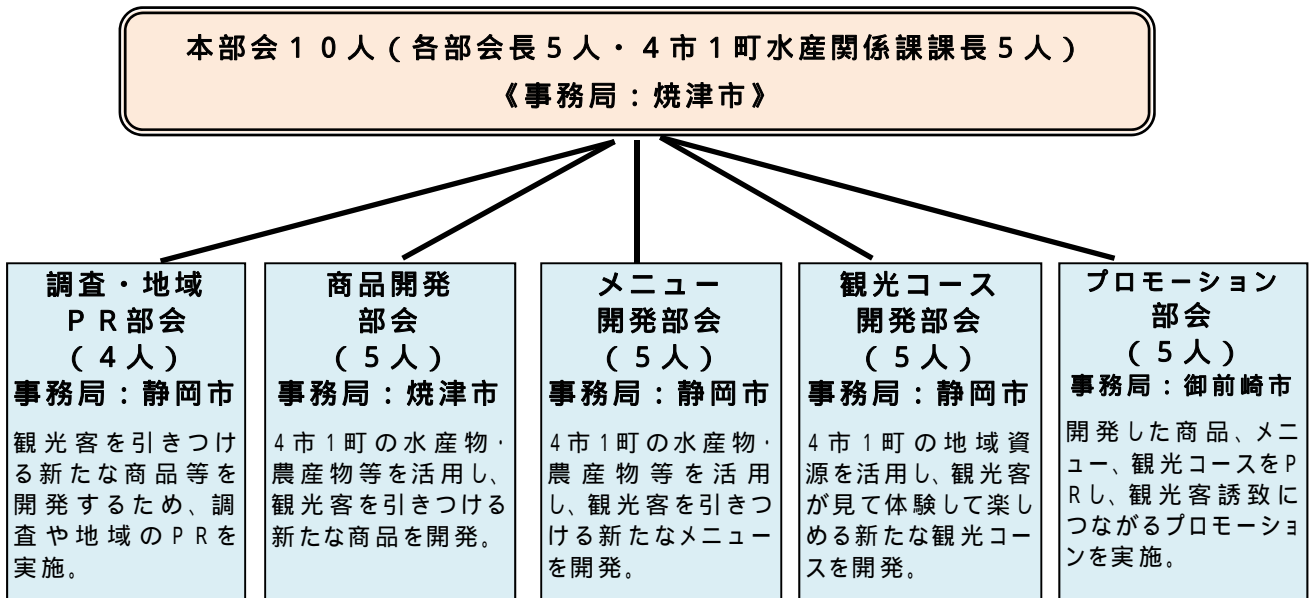 本部会１０人（各部会長５人・４市１町水産関係課課長５人）
《事務局：焼津市》
調査・地域
ＰＲ部会
（４人）
事務局：静岡市
観光客を引きつけ
る新たな商品等を
開発するため、調
査や地域のPRを
実施。
商品開発
部会
（５人）
事務局：焼津市
4市1町の水産物・
農産物等を活用し、
観光客を引きつける
新たな商品を開発。
メニュー
開発部会
（５人）
事務局：静岡市
4市1町の水産物・
農産物等を活用
し、観光客を引きつ
ける新たなメニュー
を開発。
観光コース
開発部会
（５人）
事務局：静岡市
4市1町の地域資
源を活用し、観光客
が見て体験して楽し
める新たな観光コー
スを開発。
プロモーション
部会
（５人）
事務局：御前崎市
開発した商品、メニ
ュー、観光コースをP
Rし、観光客誘致に
つながるプロモーショ
ンを実施。